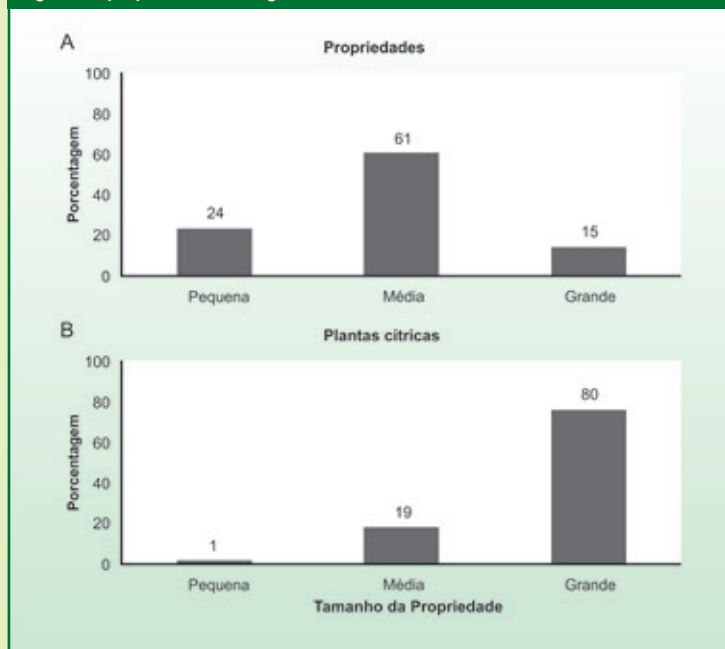 A
Propriedades
Porcentagem
100
80
60
40
20
0
24
61
15
Pequena Média Grande
B
Plantas cítricas
Porcentagem
100
80
60
40
20
0
1
19
80
Pequena Média Grande
Tamanho da Propriedade